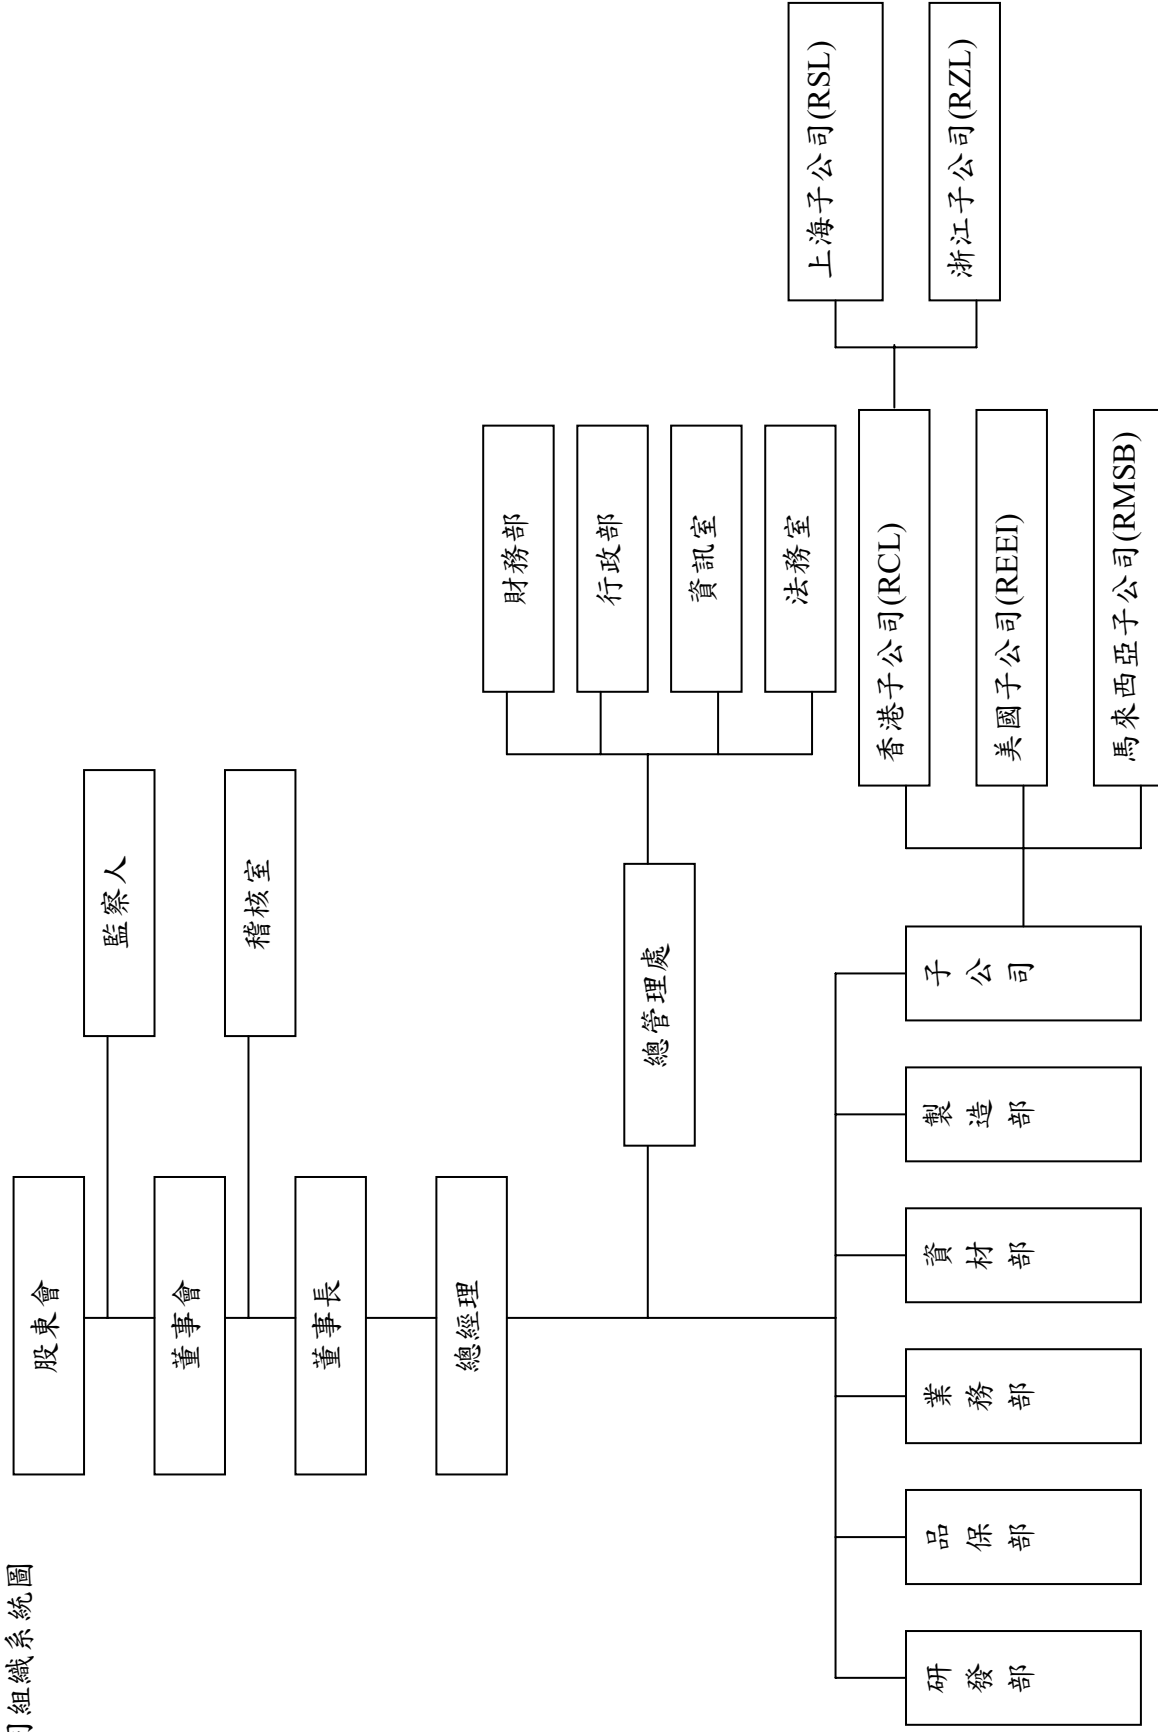 組織系統圖
股東會
監察人
董事會
稽核室
董事長
總經理
總管理處
財務部
行政部
資訊室
法務室
研發部
品保部
業務部
資材部
製造部
子公司
香港子公司(RCL)
美國子公司(REEI)
馬來西亞子公司(RMSB)
上海子公司(RSL)
浙江子公司(RZL)